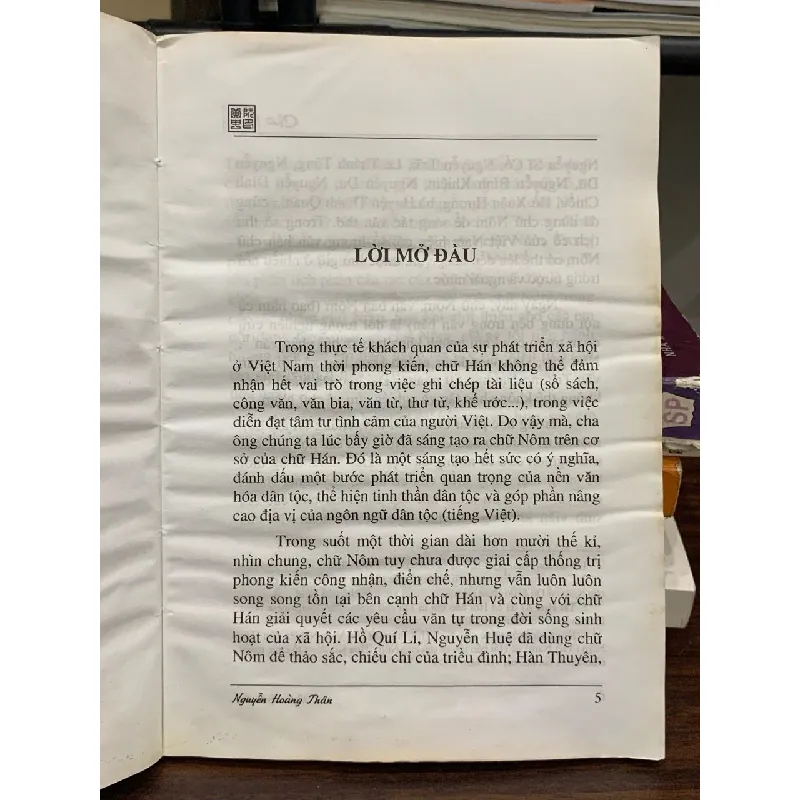 LỜI MỞ ĐẦU
Trong thực tế khách quan của sự phát triển xã hội
ở Việt Nam thời phong kiến, chữ Hán không thể đảm
nhận hết vai trò trong việc ghi chép tài liệu (sổ sách,
công văn, văn bia, văn từ, thư từ, khế ước...), trong việc
diễn đạt tâm tư tình cảm của người Việt. Do vậy mà, cha
ông chúng ta lúc bấy giờ đã sáng tạo ra chữ Nôm trên cơ
sở của chữ Hán. Đó là một sáng tạo hết sức có ý nghĩa,
đánh dấu một bước phát triển quan trọng của nền văn
hóa dân tộc, thể hiện tinh thần dân tộc và góp phần nâng
cao địa vị của ngôn ngữ dân tộc (tiếng Việt).
Trong suốt một thời gian dài hơn mười thế kỉ,
nhìn chung, chữ Nôm tuy chưa được giai cấp thống trị
phong kiến công nhận, điển chế, nhưng vẫn luôn luôn
song song tồn tại bên cạnh chữ Hán và cùng với chữ
Hán giải quyết các yêu cầu văn tự trong đời sống sinh
hoạt của xã hội. Hồ Quí Li, Nguyễn Huệ đã dùng chữ
Nôm để thảo sắc, chiếu chỉ của triều đình; Hàn Thuyên,
Nguyễn Hoàng Thân 5
SP